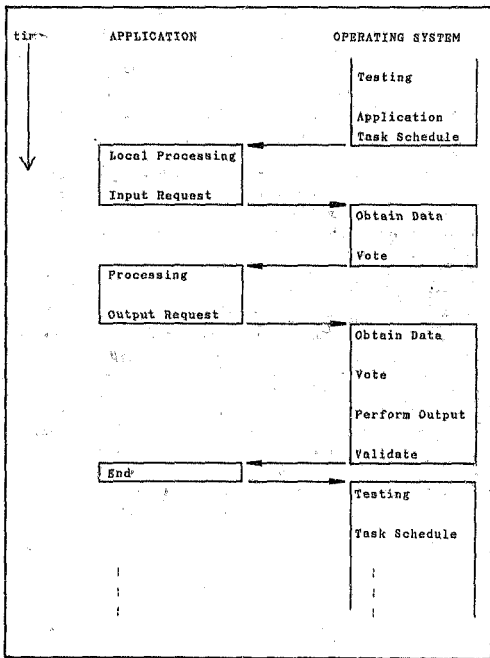 time APPLICATION OPERATING SYSTEM
Testing
Application
Task Schedule
Local Processing
Input Request
Obtain Data
Vote
Processing
Output Request
Obtain Data
Vote
Perform Output
Validate
End
Testing
Task Schedule